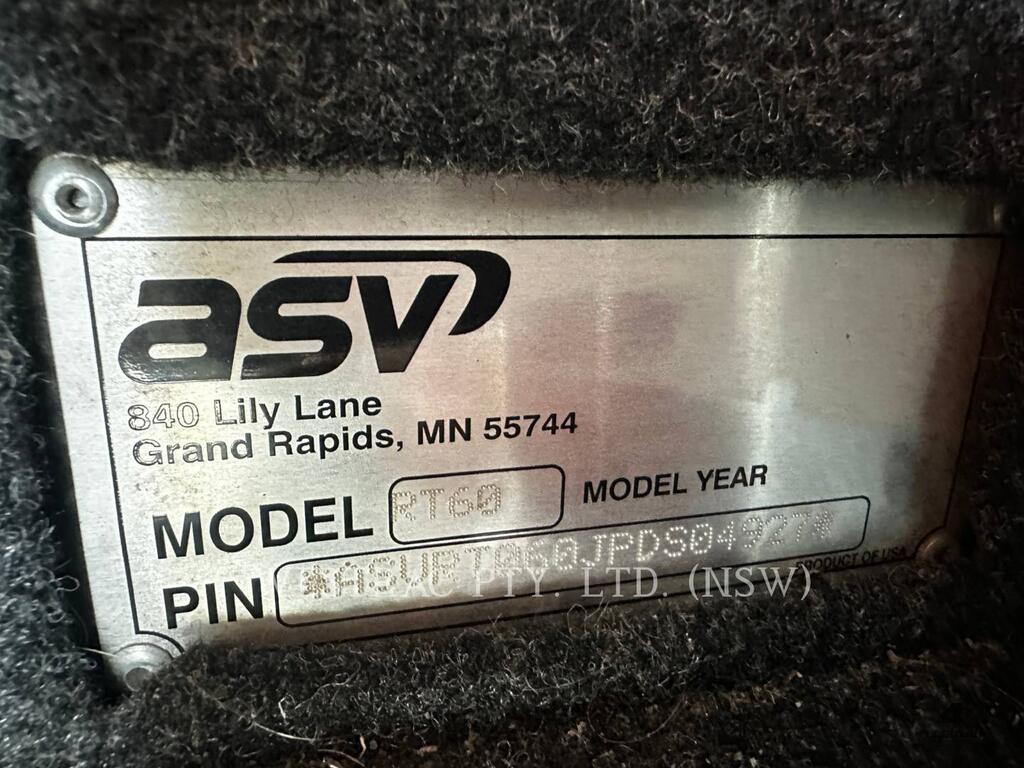 asv
840 Lily Lane
Grand Rapids, MN 55744
MODEL RT60 MODEL YEAR
PIN *ASVRT060JPDS04927*
PRODUCT OF USA
AC PTY. LTD. (NSW)